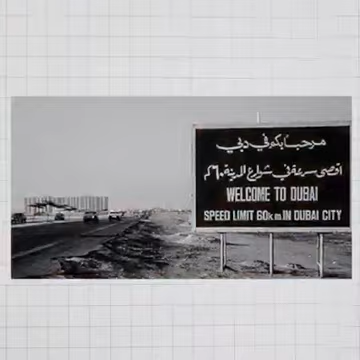 مرحباً بكم في دبي
اقصى سرعة في شوارع المدينة ٦٠ كم
WELCOME TO DUBAI
SPEED LIMIT 60km.IN DUBAI CITY